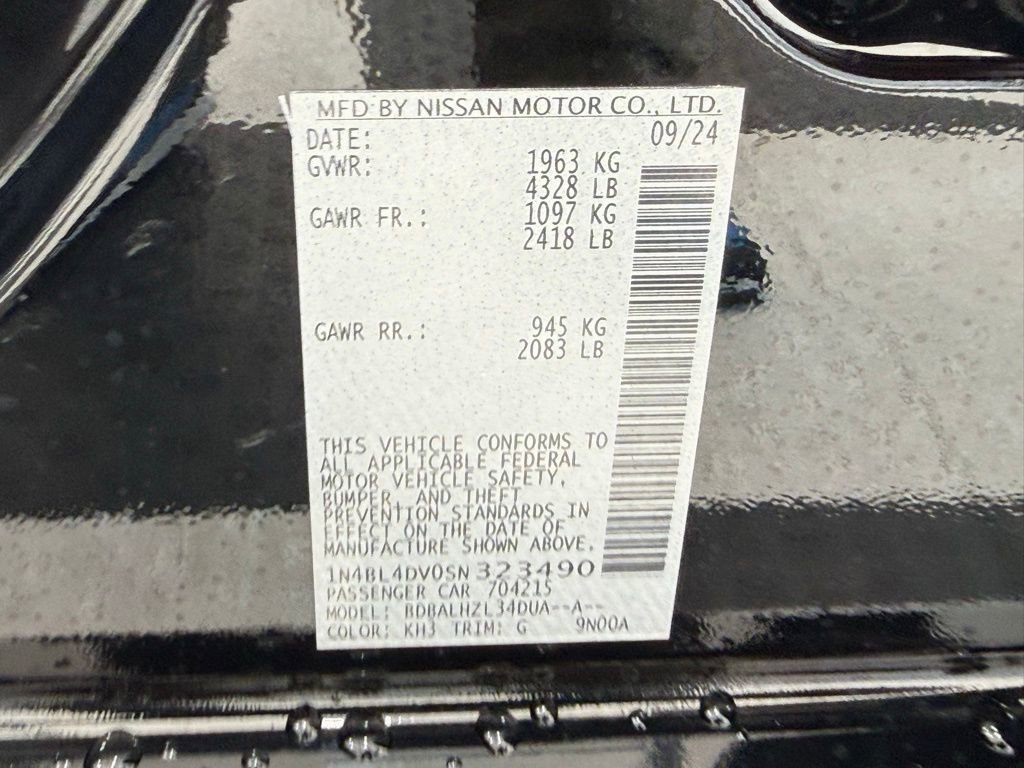 MFD BY NISSAN MOTOR CO., LTD.
DATE: 09/24
GVWR: 1963 KG
4328 LB
GAWR FR.: 1097 KG
2418 LB
GAWR RR.: 945 KG
2083 LB
THIS VEHICLE CONFORMS TO
ALL APPLICABLE FEDERAL
MOTOR VEHICLE SAFETY,
BUMPER, AND THEFT
PREVENTION STANDARDS IN
EFFECT ON THE DATE OF
MANUFACTURE SHOWN ABOVE.
1N4BL4DV0SN323490
PASSENGER CAR 704215
MODEL: BDBALHZL34DUA--A--
COLOR: KH3 TRIM: G 9N00A